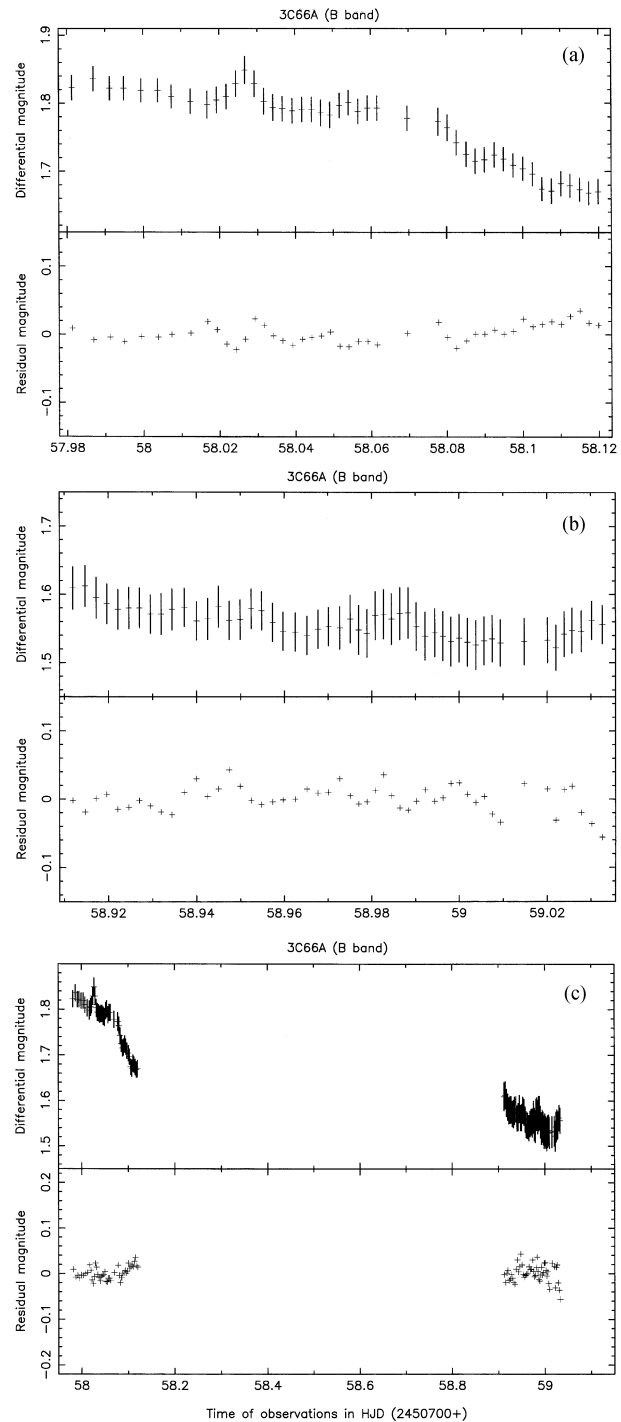 3C66A (B band)
(a)
Differential magnitude
1.9
1.8
1.7
Residual magnitude
0.1
0
−0.1
57.98 58 58.02 58.04 58.06 58.08 58.1 58.12
3C66A (B band)
(b)
Differential magnitude
1.7
1.6
1.5
Residual magnitude
0.1
0
−0.1
58.92 58.94 58.96 58.98 59 59.02
3C66A (B band)
(c)
Differential magnitude
1.8
1.7
1.6
1.5
Residual magnitude
0.2
0.1
0
−0.1
−0.2
58 58.2 58.4 58.6 58.8 59
Time of observations in HJD (2450700+)